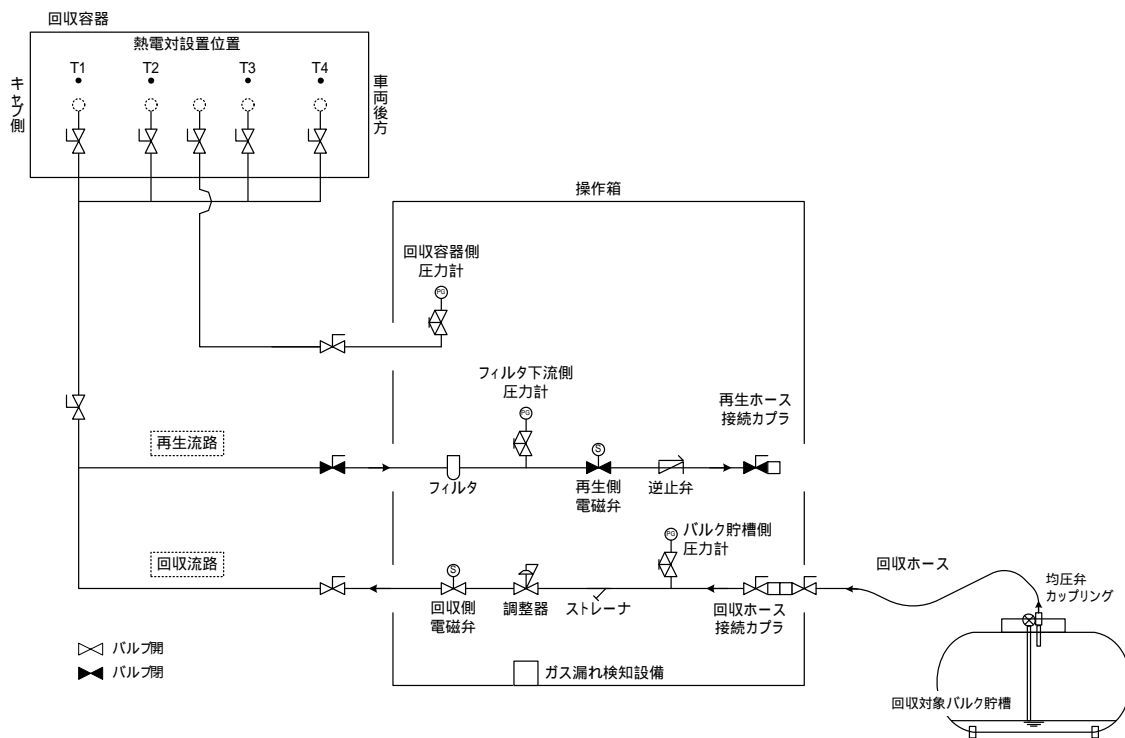 回収容器
熱電対設置位置
T1
T2
T3
T4
キャブ側
車両後方
操作箱
回収容器側
圧力計
PG
フィルタ下流側
圧力計
PG
再生ホース
接続カプラ
再生流路
S
フィルタ
再生側
電磁弁
逆止弁
バルク貯槽側
圧力計
PG
回収流路
S
回収側
電磁弁
調整器
ストレーナ
回収ホース
接続カプラ
回収ホース
均圧弁
カップリング
バルブ開
バルブ閉
ガス漏れ検知設備
回収対象バルク貯槽